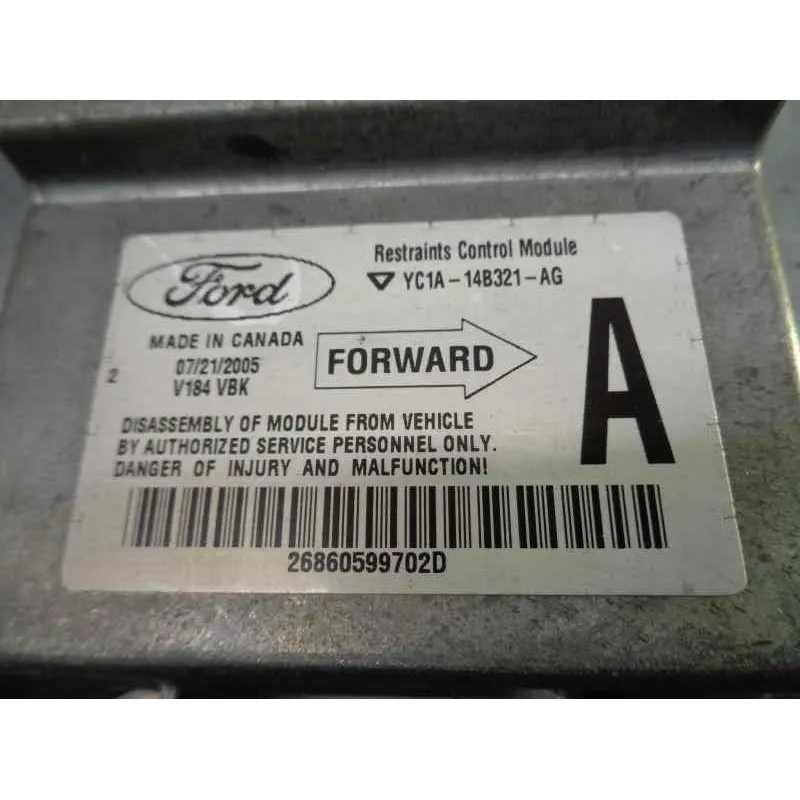 Ford
Restraints Control Module
YC1A-14B321-AG
MADE IN CANADA
07/21/2005
2
V184 VBK
FORWARD
A
DISASSEMBLY OF MODULE FROM VEHICLE
BY AUTHORIZED SERVICE PERSONNEL ONLY.
DANGER OF INJURY AND MALFUNCTION!
26860599702D